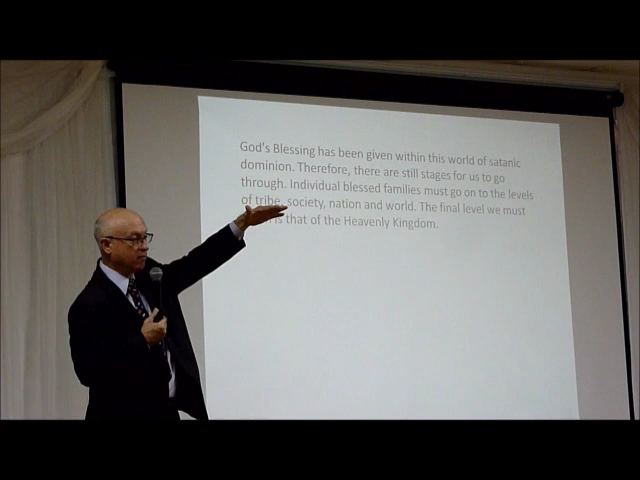 God's Blessing has been given within this world of satanic
dominion. Therefore, there are still stages for us to go
through. Individual blessed families must go on to the levels
of tribe, society, nation and world. The final level we must
is that of the Heavenly Kingdom.